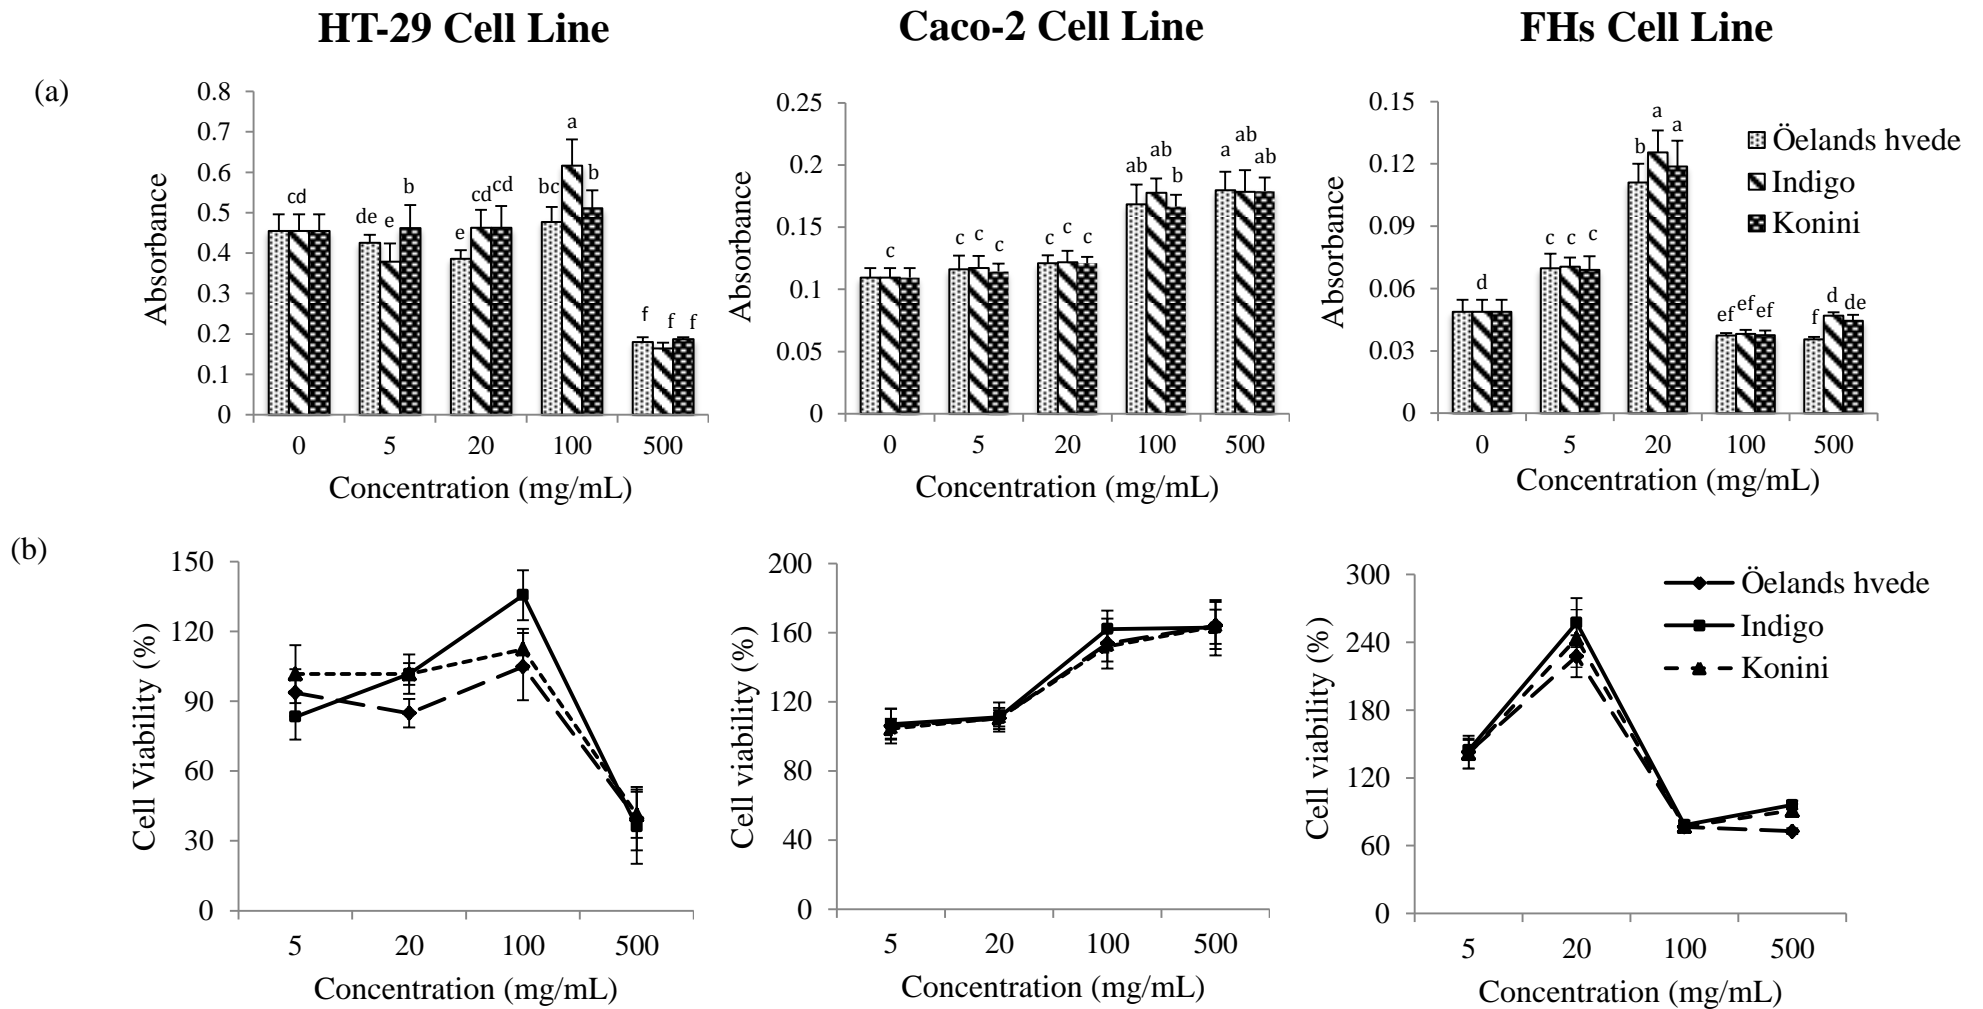 HT-29 Cell Line
Caco-2 Cell Line
FHs Cell Line
(a)
0.8
0.7
0.6
0.5
0.4
0.3
0.2
0.1
0
Absorbance
cd
de
e
b
e
cd
cd
bc
a
b
f
f
f
0
5
20
100
500
Concentration (mg/mL)
0.25
0.2
0.15
0.1
0.05
0
Absorbance
c
c
c
c
c
c
c
ab
ab
b
a
ab
ab
0
5
20
100
500
Concentration (mg/mL)
0.15
0.12
0.09
0.06
0.03
0
Absorbance
d
c
c
c
b
a
a
ef
ef
ef
f
d
de
0
5
20
100
500
Concentration (mg/mL)
Öelands hvede
Indigo
Konini
(b)
150
120
90
60
30
0
Cell Viability (%)
5
20
100
500
Concentration (mg/mL)
200
160
120
80
40
0
Cell viability (%)
5
20
100
500
Concentration (mg/mL)
300
240
180
120
60
0
Cell viability (%)
5
20
100
500
Concentration (mg/mL)
Öelands hvede
Indigo
Konini